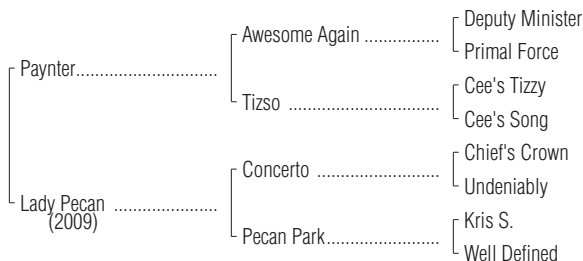 Deputy Minister
Awesome Again ..................
Primal Force
Paynter..................................
Cee's Tizzy
Tizso ....................................
Cee's Song
Chief's Crown
Concerto ..............................
Undeniably
Lady Pecan .........................
(2009)
Kris S.
Pecan Park...........................
Well Defined